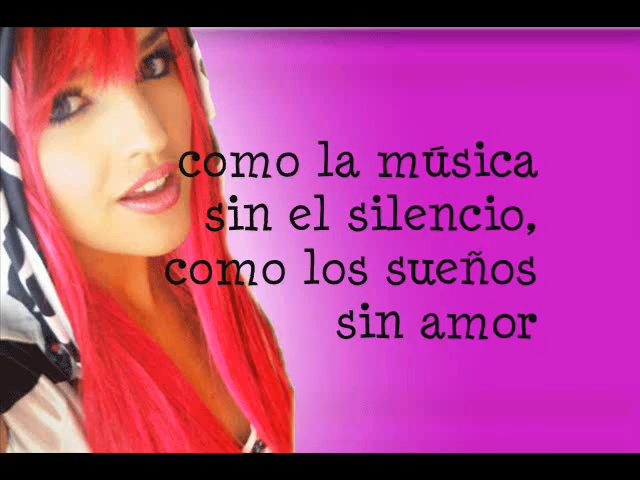 como la música
sin el silencio,
como los sueños
sin amor